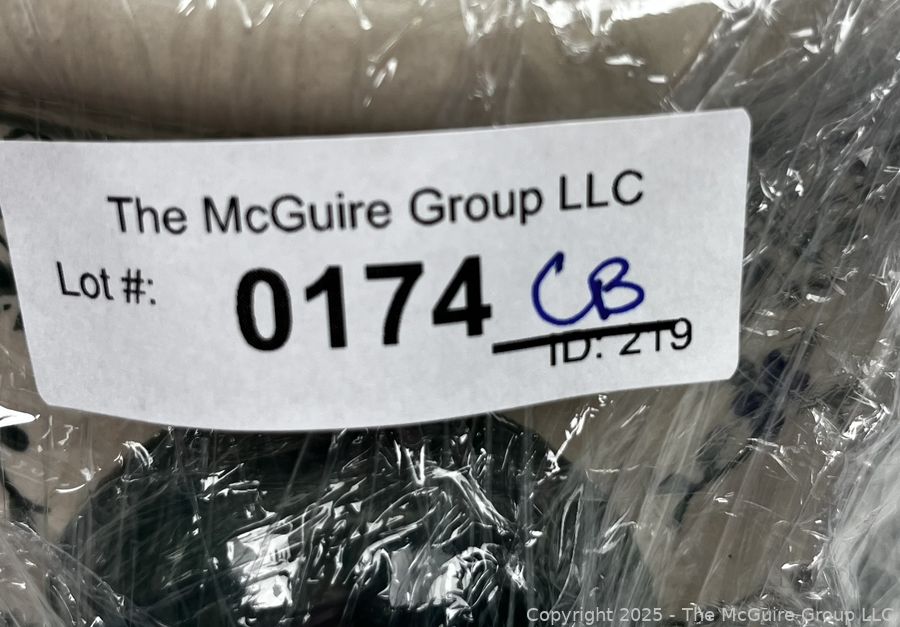 The McGuire Group LLC
Lot #: 0174 CB
ID: 219
Copyright 2025 - The McGuire Group LLC